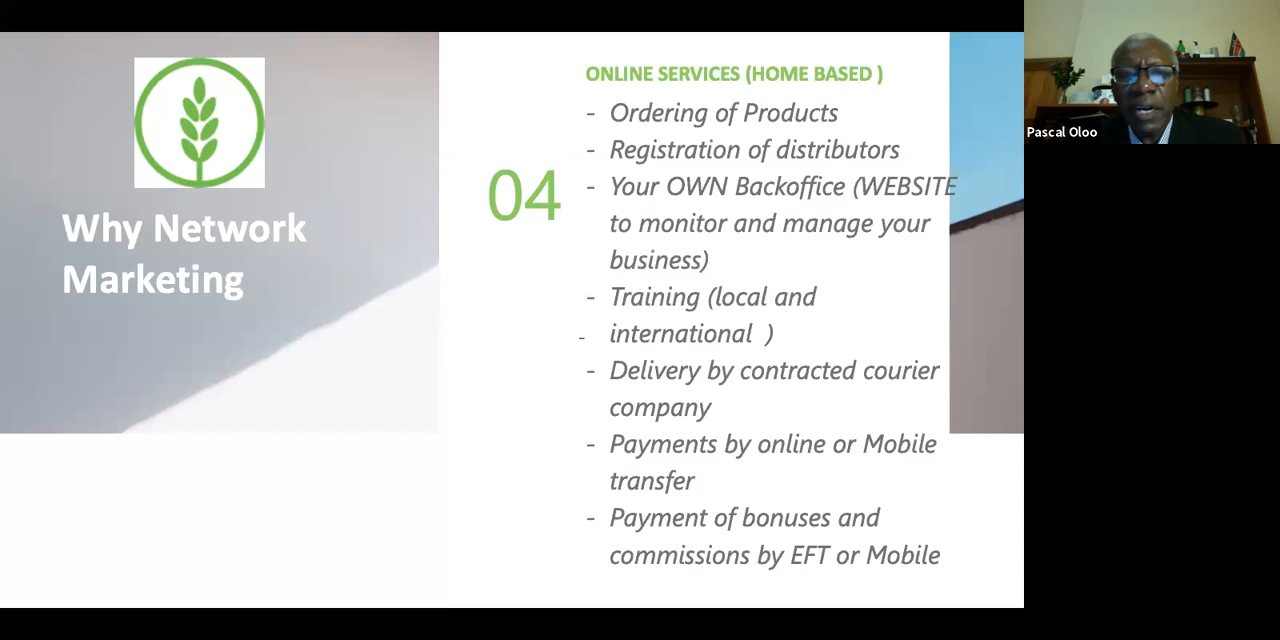 Why Network
Marketing
04
ONLINE SERVICES (HOME BASED )
- Ordering of Products
- Registration of distributors
- Your OWN Backoffice (WEBSITE
to monitor and manage your
business)
- Training (local and
- international )
- Delivery by contracted courier
company
- Payments by online or Mobile
transfer
- Payment of bonuses and
commissions by EFT or Mobile
Pascal Oloo